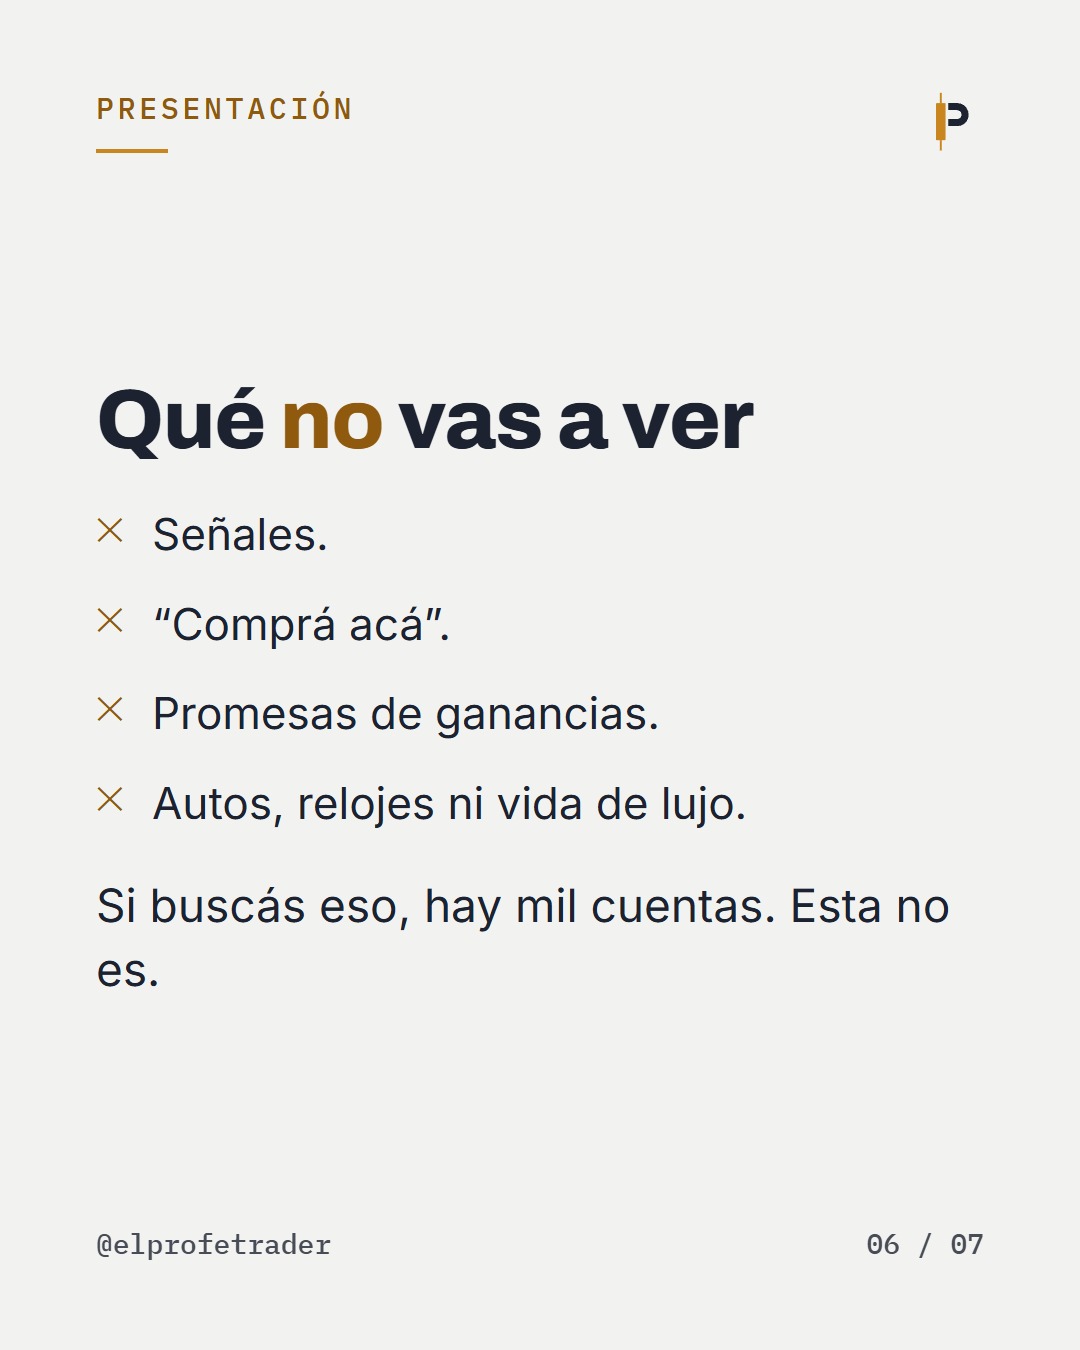 PRESENTACIÓN
P
Qué no vas a ver
× Señales.
× “Comprá acá”.
× Promesas de ganancias.
× Autos, relojes ni vida de lujo.
Si buscás eso, hay mil cuentas. Esta no
es.
@elprofetrader
06 / 07